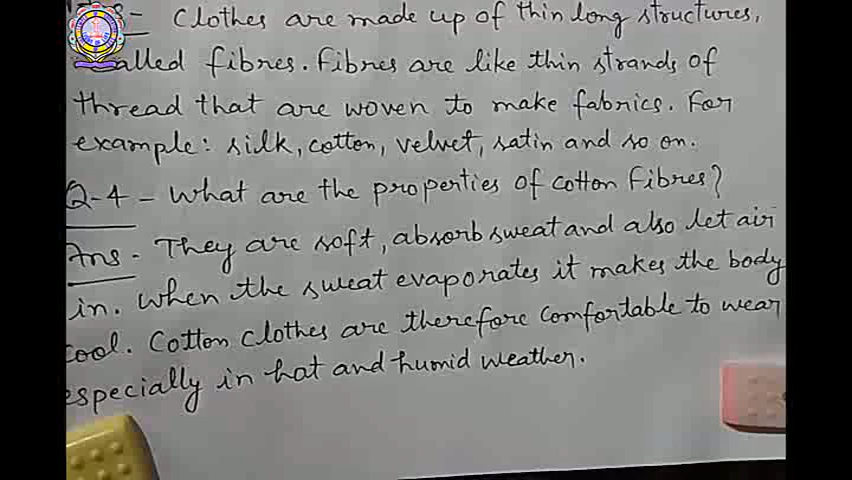 Ans:- Clothes are made up of thin long structures,
called fibres. Fibres are like thin strands of
thread that are woven to make fabrics. For
example: silk, cotton, velvet, satin and so on.
Q-4 - What are the properties of cotton fibres?
Ans - They are soft, absorb sweat and also let air
in. When the sweat evaporates it makes the body
cool. Cotton clothes are therefore comfortable to wear
especially in hot and humid weather.